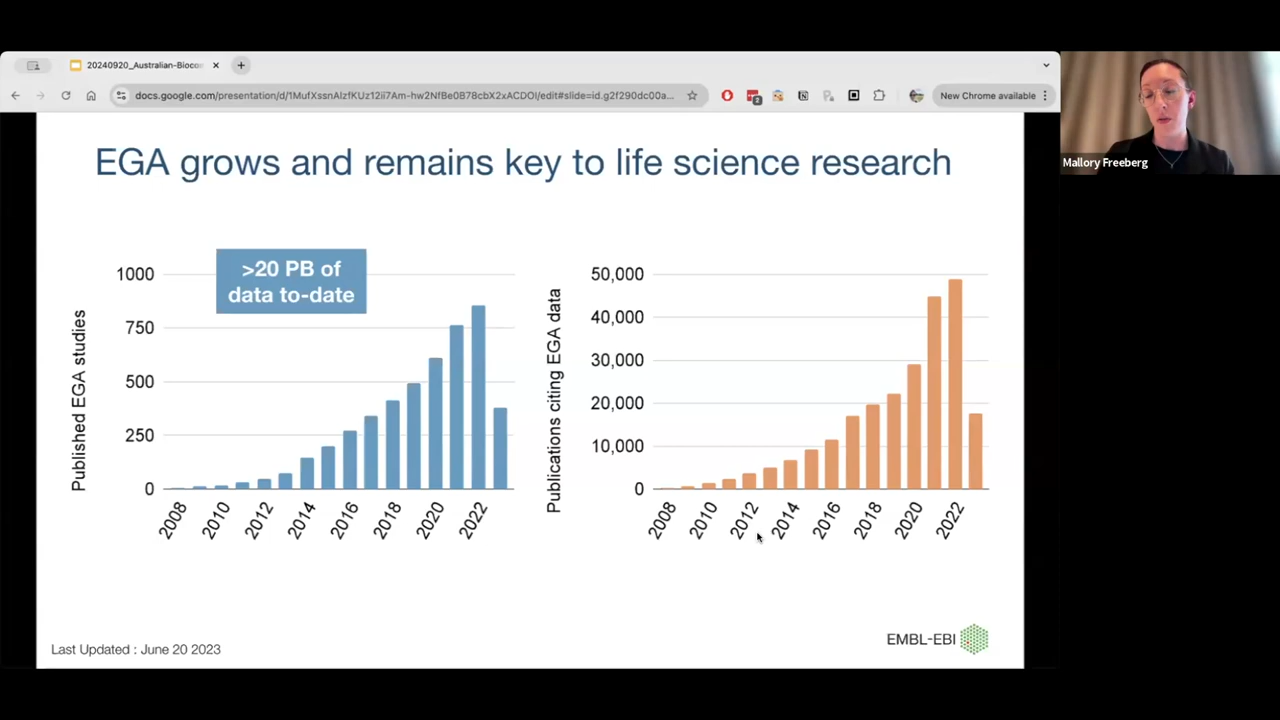 20240920_Australian-Bioco
docs.google.com/presentation/d/1MufXssnAlzfKUz12ii7Am-hw2NfBe0B78cbX2xACDOI/edit#slide=id.g2f290dc00a...
New Chrome available
Mallory Freeberg
EGA grows and remains key to life science research
>20 PB of
data to-date
Published EGA studies
1000
750
500
250
0
2008
2010
2012
2014
2016
2018
2020
2022
Publications citing EGA data
50,000
40,000
30,000
20,000
10,000
0
2008
2010
2012
2014
2016
2018
2020
2022
Last Updated : June 20 2023
EMBL-EBI